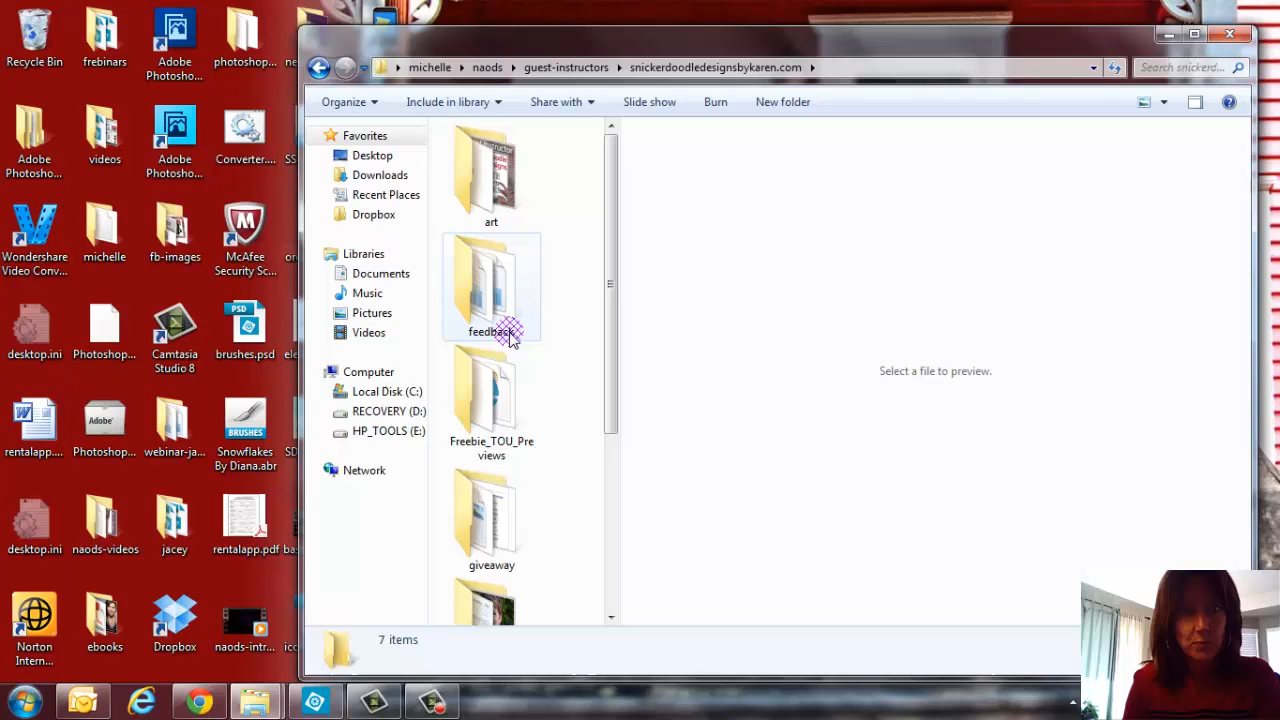 michelle ▸ naods ▸ guest-instructors ▸ snickerdoodledesignsbykaren.com ▸
Search snickerd...
Organize
Include in library
Share with
Slide show
Burn
New folder
Favorites
Desktop
Downloads
Recent Places
Dropbox
Libraries
Documents
Music
Pictures
Videos
Computer
Local Disk (C:)
RECOVERY (D:)
HP_TOOLS (E:)
Network
art
feedback
Freebie_TOU_Pre
views
giveaway
Select a file to preview.
7 items
Recycle Bin
frebinars
Adobe
Photosho...
photoshop...
Adobe
Photosho...
videos
Adobe
Photosho...
Converter....
Wondershare
Video Conv...
michelle
fb-images
McAfee
Security Sc...
desktop.ini
Photoshop...
Camtasia
Studio 8
PSD
brushes.psd
rentalapp....
Adobe
Photoshop...
webinar-ja...
BRUSHES
Snowflakes
By Diana.abr
desktop.ini
naods-videos
jacey
rentalapp.pdf
Norton
Intern...
ebooks
Dropbox
naods-intr...